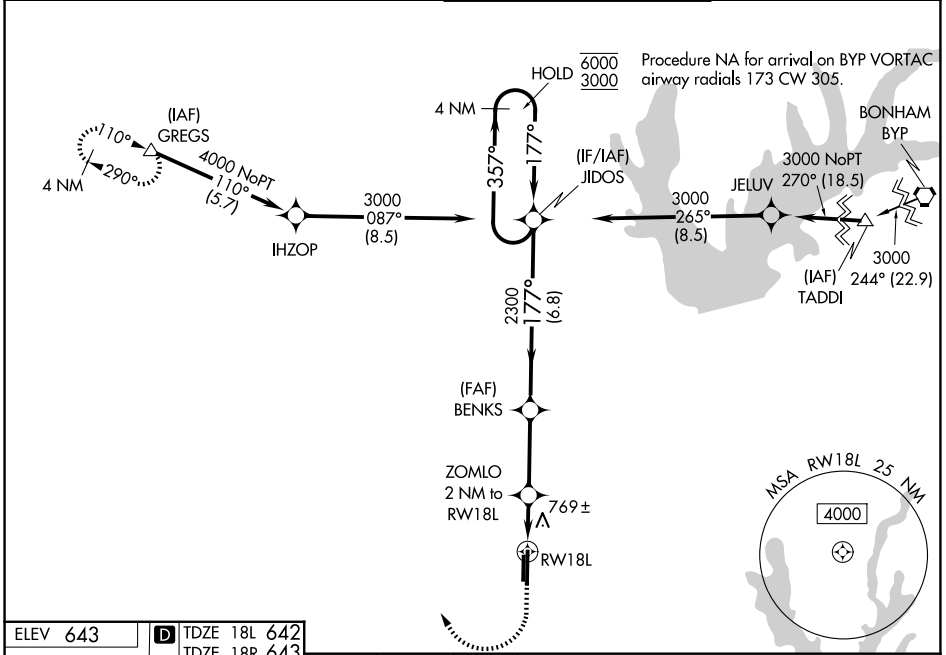 HOLD
6000
3000
Procedure NA for arrival on BYP VORTAC
airway radials 173 CW 305.
4 NM
357°
177°
(IF/IAF)
JIDOS
(IAF)
GREGS
110°
290°
4 NM
4000 NoPT
110°
(5.7)
IHZOP
3000
087°
(8.5)
BONHAM
BYP
3000 NoPT
270° (18.5)
JELUV
3000
265°
(8.5)
(IAF)
TADDI
3000
244° (22.9)
2300
177°
(6.8)
(FAF)
BENKS
ZOMLO
2 NM to
RW18L
769±
RW18L
MSA RW18L 25 NM
4000
ELEV 643
D TDZE 18L 642
TDZE 18R 643